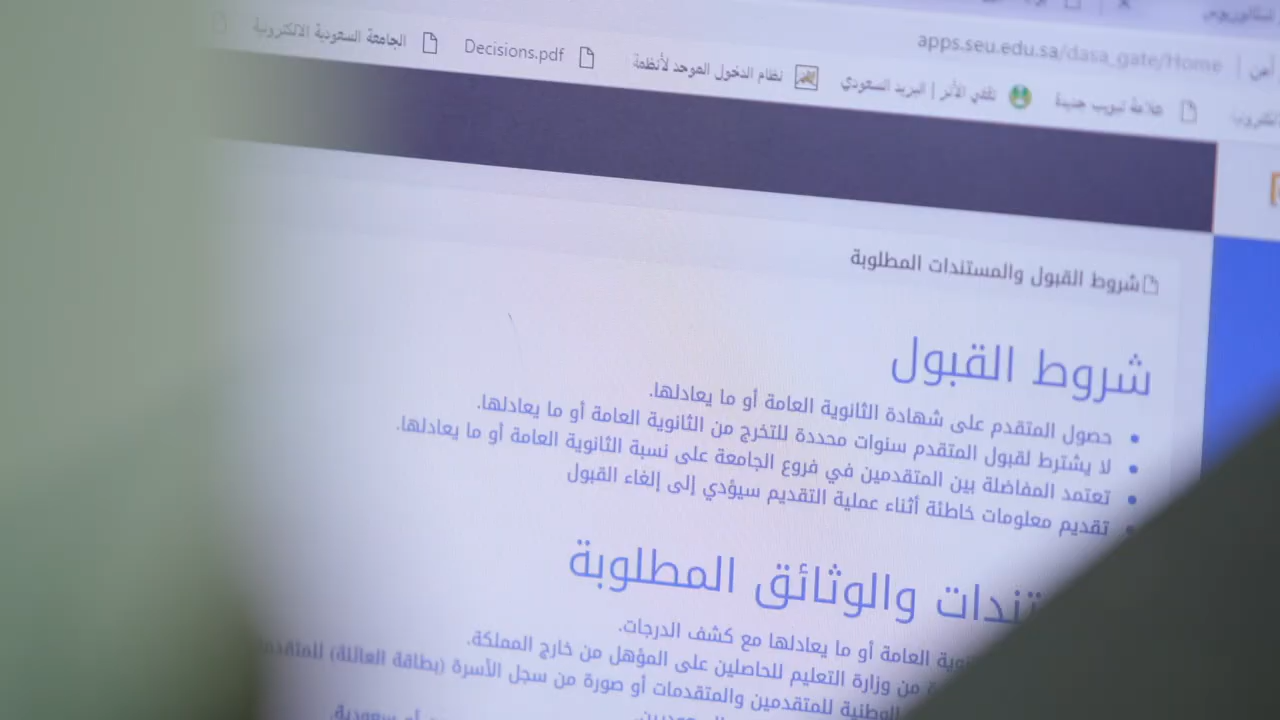 apps.seu.edu.sa/dasa_gate/Home
علامة تبويب جديدة تقفي الأثر | البريد السعودي نظام الدخول الموحد لأنظمة Decisions.pdf الجامعة السعودية الالكترونية
شروط القبول والمستندات المطلوبة
شروط القبول
حصول المتقدم على شهادة الثانوية العامة أو ما يعادلها.
لا يشترط لقبول المتقدم سنوات محددة للتخرج من الثانوية العامة أو ما يعادلها.
تعتمد المفاضلة بين المتقدمين في فروع الجامعة على نسبة الثانوية العامة أو ما يعادلها.
تقديم معلومات خاطئة أثناء عملية التقديم سيؤدي إلى إلغاء القبول
والوثائق المطلوبة
العامة أو ما يعادلها مع كشف الدرجات.
من وزارة التعليم للحاصلين على المؤهل من خارج المملكة.
الوطنية للمتقدمين والمتقدمات أو صورة من سجل الأسرة (بطاقة العائلة)